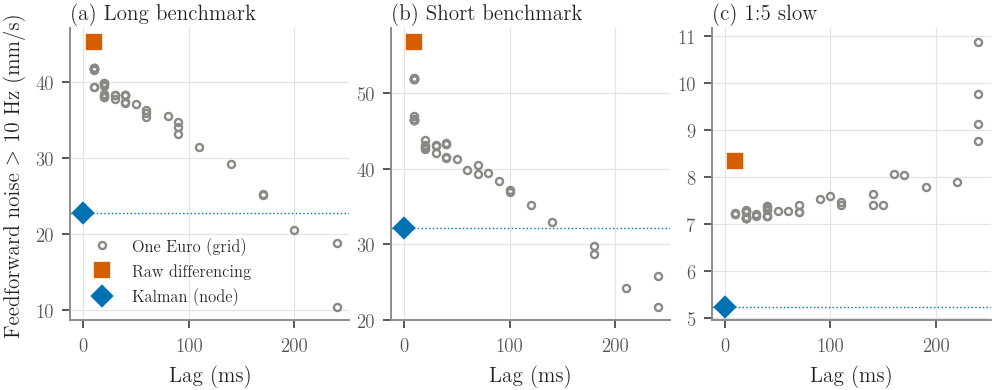 (a) Long benchmark
(b) Short benchmark
(c) 1:5 slow
Feedforward noise > 10 Hz (mm/s)
40
30
20
10
0
100
200
Lag (ms)
One Euro (grid)
Raw differencing
Kalman (node)
50
40
30
20
0
100
200
Lag (ms)
11
10
9
8
7
6
5
0
100
200
Lag (ms)